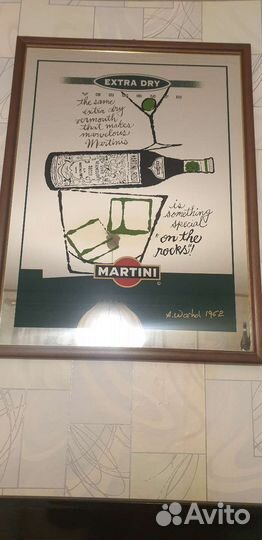 EXTRA DRY
the same
extra dry
vermouth
that makes
marvelous
Martinis
is
something
special
"on the
rocks"!
MARTINI
A. Warhol 1962
Avito